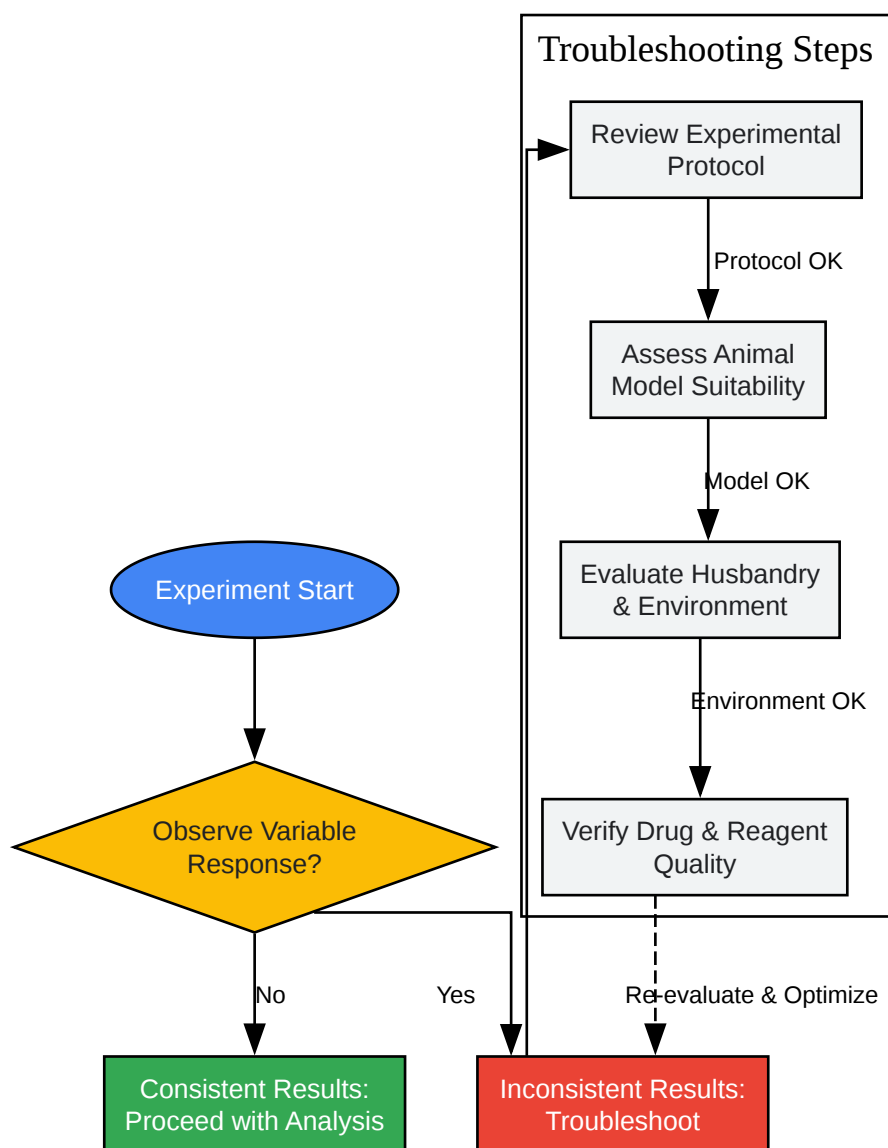 Troubleshooting Steps
Review Experimental
Protocol
Protocol OK
Assess Animal
Model Suitability
Model OK
Experiment Start
Evaluate Husbandry
& Environment
Environment OK
Observe Variable
Response?
Verify Drug & Reagent
Quality
No
Yes
Re-evaluate & Optimize
Consistent Results:
Proceed with Analysis
Inconsistent Results:
Troubleshoot